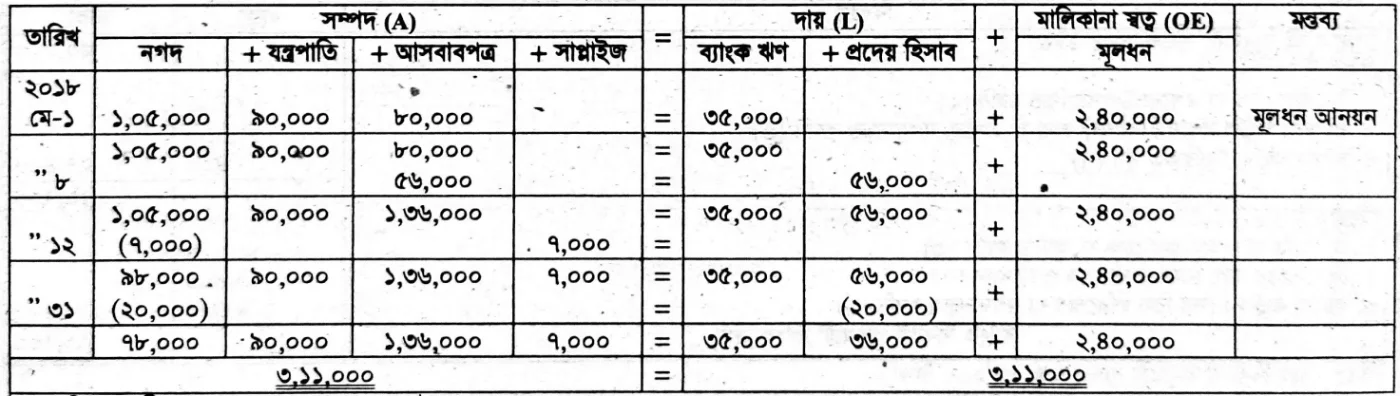 তারিখ সম্পদ (A) = দায় (L) + মালিকানা স্বত্ব (OE) মন্তব্য
নগদ + যন্ত্রপাতি + আসবাবপত্র + সাপ্লাইজ ব্যাংক ঋণ + প্রদেয় হিসাব মূলধন
২০১৮
মে-১ ১,০৫,০০০ ৯০,০০০ ৮০,০০০ = ৩৫,০০০ + ২,৪০,০০০ মূলধন আনয়ন
১,০৫,০০০ ৯০,০০০ ৮০,০০০ = ৩৫,০০০ + ২,৪০,০০০
” ৮ ৫৬,০০০ = ৫৬,০০০
১,০৫,০০০ ৯০,০০০ ১,৩৬,০০০ = ৩৫,০০০ ৫৬,০০০ + ২,৪০,০০০
” ১২ (৭,০০০) ৭,০০০ =
৯৮,০০০ ৯০,০০০ ১,৩৬,০০০ ৭,০০০ = ৩৫,০০০ ৫৬,০০০ + ২,৪০,০০০
” ৩১ (২০,০০০) = (২০,০০০)
৭৮,০০০ ৯০,০০০ ১,৩৬,০০০ ৭,০০০ = ৩৫,০০০ ৩৬,০০০ + ২,৪০,০০০
৩,১১,০০০ = ৩,১১,০০০